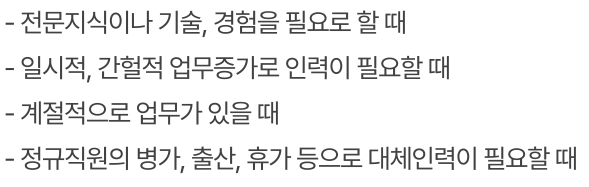 - 전문지식이나 기술, 경험을 필요로 할 때
- 일시적, 간헐적 업무증가로 인력이 필요할 때
- 계절적으로 업무가 있을 때
- 정규직원의 병가, 출산, 휴가 등으로 대체인력이 필요할 때